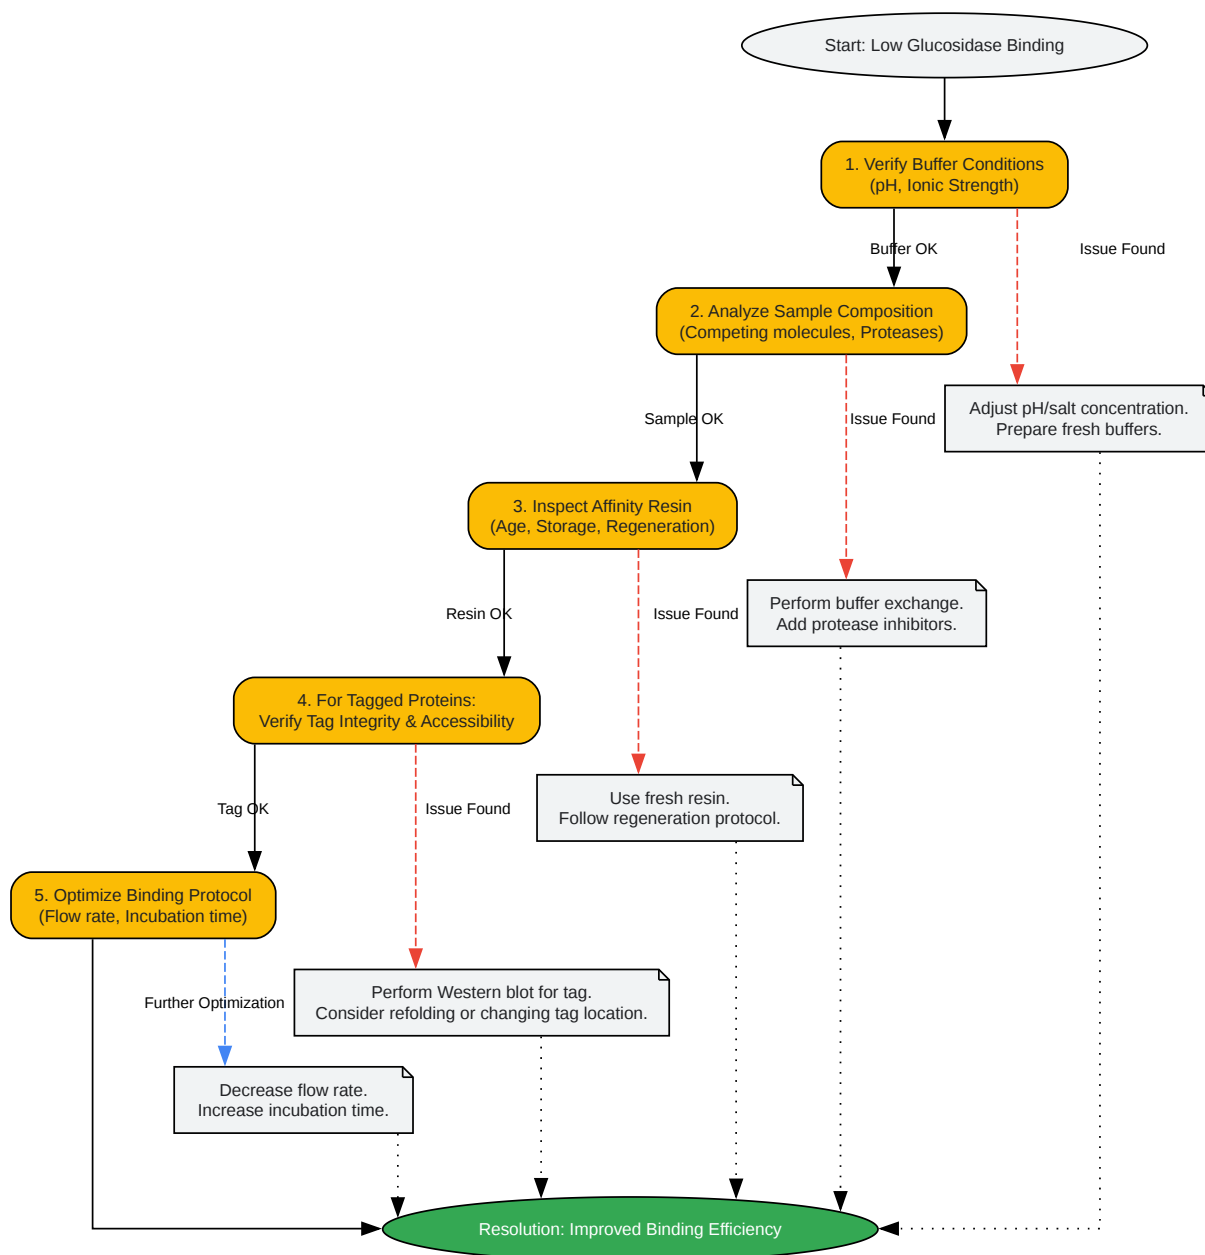 Start: Low Glucosidase Binding
1. Verify Buffer Conditions
(pH, Ionic Strength)
Buffer OK
Issue Found
2. Analyze Sample Composition
(Competing molecules, Proteases)
Sample OK
Issue Found
Adjust pH/salt concentration.
Prepare fresh buffers.
3. Inspect Affinity Resin
(Age, Storage, Regeneration)
Resin OK
Issue Found
Perform buffer exchange.
Add protease inhibitors.
4. For Tagged Proteins:
Verify Tag Integrity & Accessibility
Tag OK
Issue Found
Use fresh resin.
Follow regeneration protocol.
5. Optimize Binding Protocol
(Flow rate, Incubation time)
Further Optimization
Perform Western blot for tag.
Consider refolding or changing tag location.
Decrease flow rate.
Increase incubation time.
Resolution: Improved Binding Efficiency